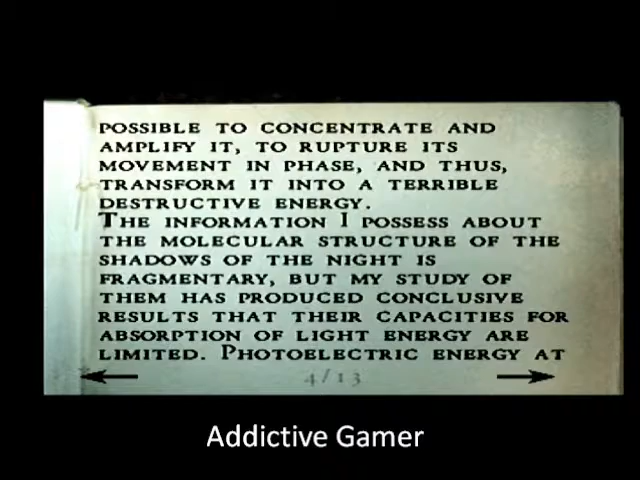 POSSIBLE TO CONCENTRATE AND
AMPLIFY IT, TO RUPTURE ITS
MOVEMENT IN PHASE, AND THUS,
TRANSFORM IT INTO A TERRIBLE
DESTRUCTIVE ENERGY.
THE INFORMATION I POSSESS ABOUT
THE MOLECULAR STRUCTURE OF THE
SHADOWS OF THE NIGHT IS
FRAGMENTARY, BUT MY STUDY OF
THEM HAS PRODUCED CONCLUSIVE
RESULTS THAT THEIR CAPACITIES FOR
ABSORPTION OF LIGHT ENERGY ARE
LIMITED. PHOTOELECTRIC ENERGY AT
4/13
Addictive Gamer